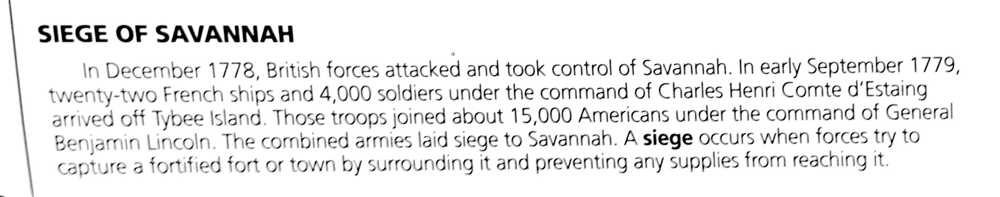 SIEGE OF SAVANNAH
In December 1778, British forces attacked and took control of Savannah. In early September 1779,
twenty-two French ships and 4,000 soldiers under the command of Charles Henri Comte d'Estaing
arrived off Tybee Island. Those troops joined about 15,000 Americans under the command of General
Benjamin Lincoln. The combined armies laid siege to Savannah. A siege occurs when forces try to
capture a fortified fort or town by surrounding it and preventing any supplies from reaching it.